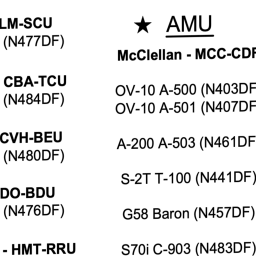 LM-SCU
(N477DF)
CBA-TCU
(N484DF)
CVH-BEU
(N480DF)
DO-BDU
(N476DF)
- HMT-RRU
★ AMU
McClellan - MCC-CDF
OV-10 A-500 (N403DF
OV-10 A-501 (N407DF
A-200 A-503 (N461DF
S-2T T-100 (N441DF)
G58 Baron (N457DF)
S70i C-903 (N483DF)